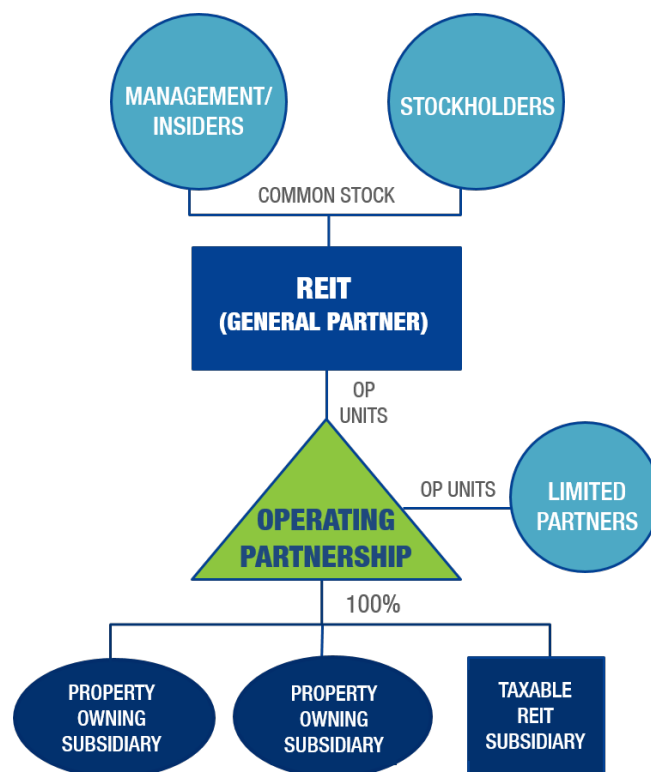 MANAGEMENT/
INSIDERS
STOCKHOLDERS
COMMON STOCK
REIT
(GENERAL PARTNER)
OP
UNITS
OP UNITS
LIMITED
PARTNERS
OPERATING
PARTNERSHIP
100%
PROPERTY
OWNING
SUBSIDIARY
PROPERTY
OWNING
SUBSIDIARY
TAXABLE
REIT
SUBSIDIARY